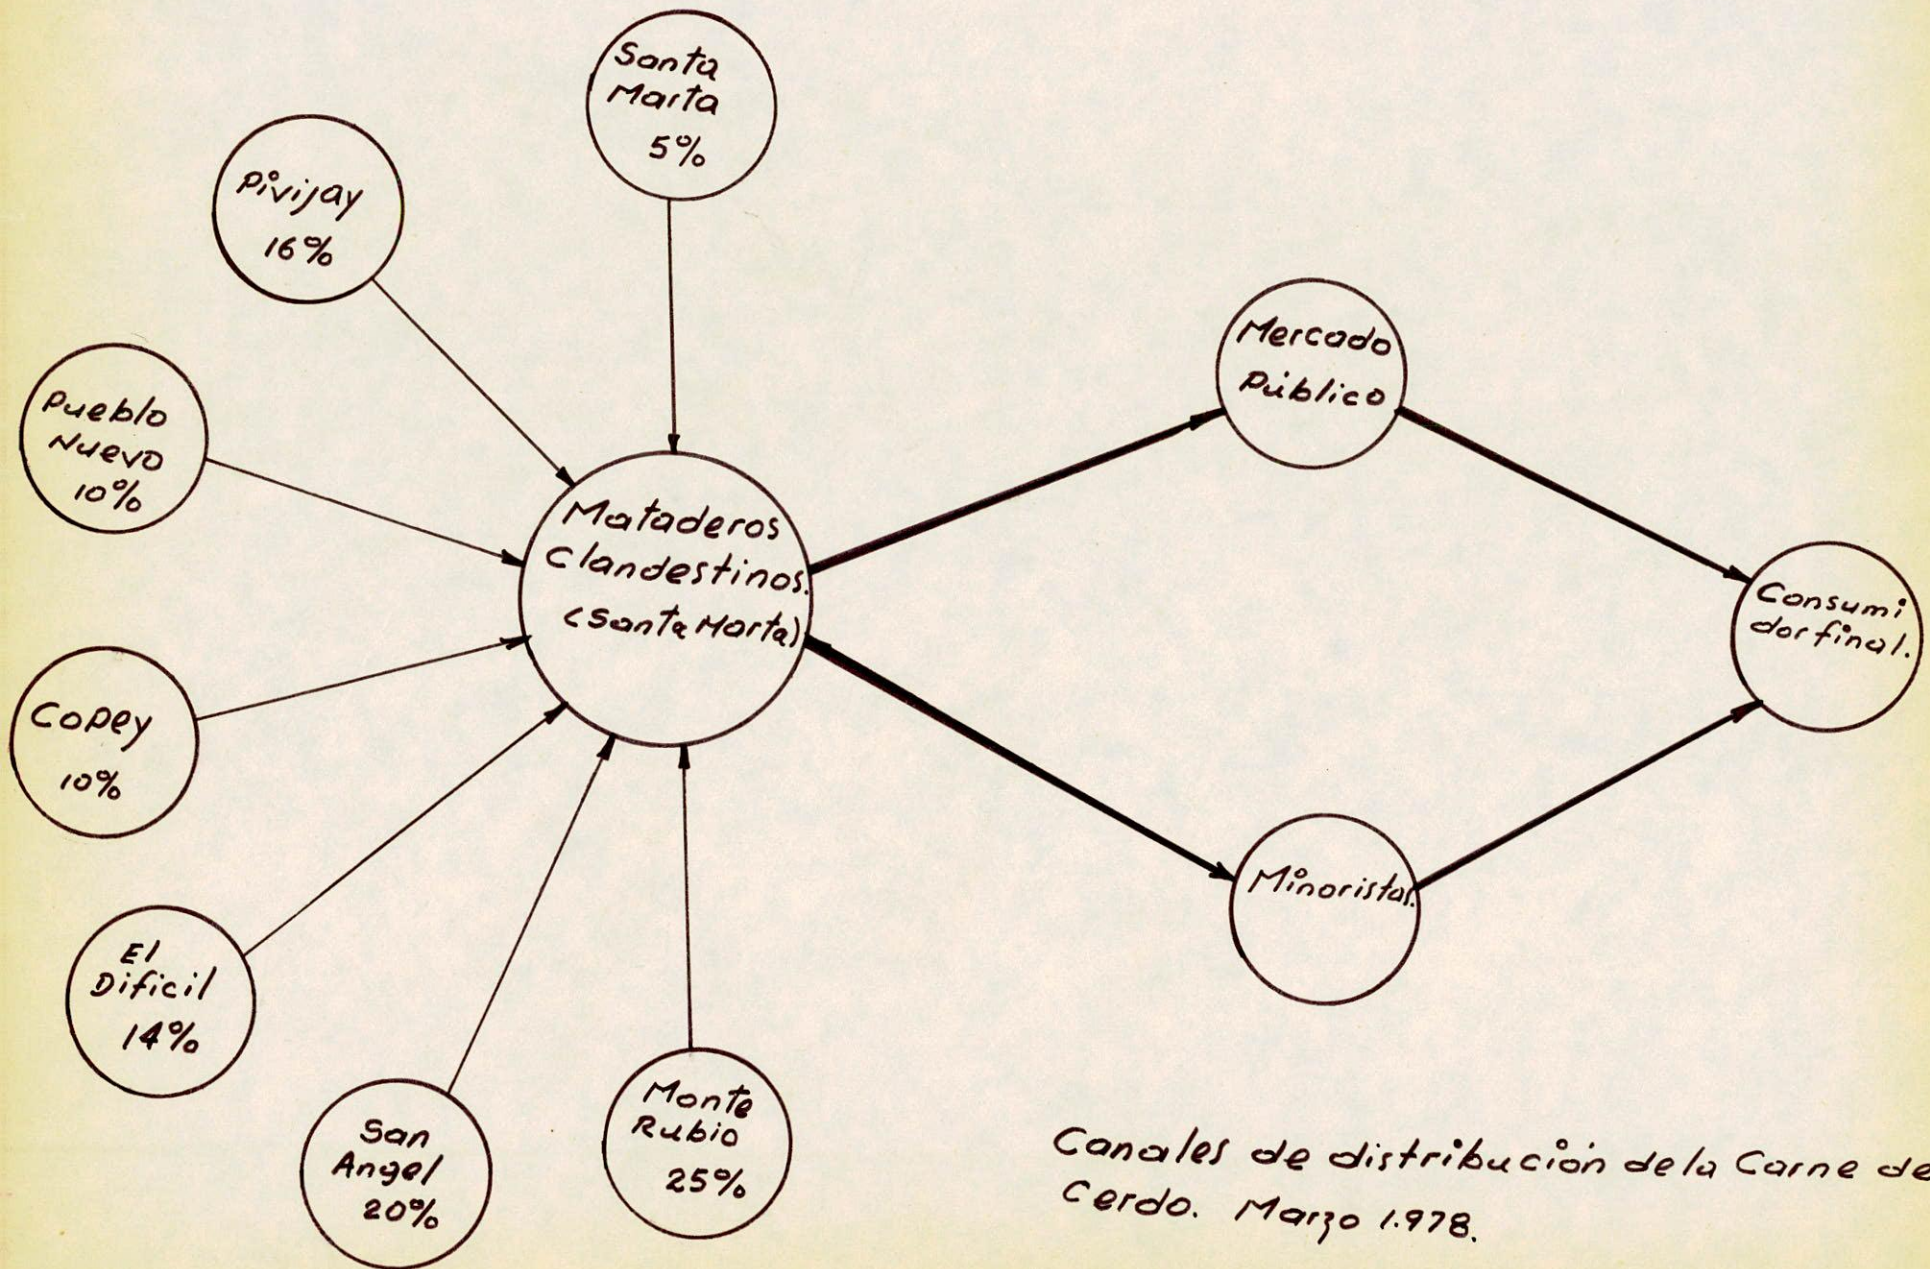 Santa
Marta
5%
Pivijay
16%
Pueblo
Nuevo
10%
Copey
10%
El
Dificil
14%
San
Angel
20%
Monte
Rubio
25%
Mataderos
Clandestinos.
(Santa Marta)
Mercado
Público
Minoristas.
Consumi
dor final.
Canales de distribución de la Carne de
Cerdo. Marzo 1.978.